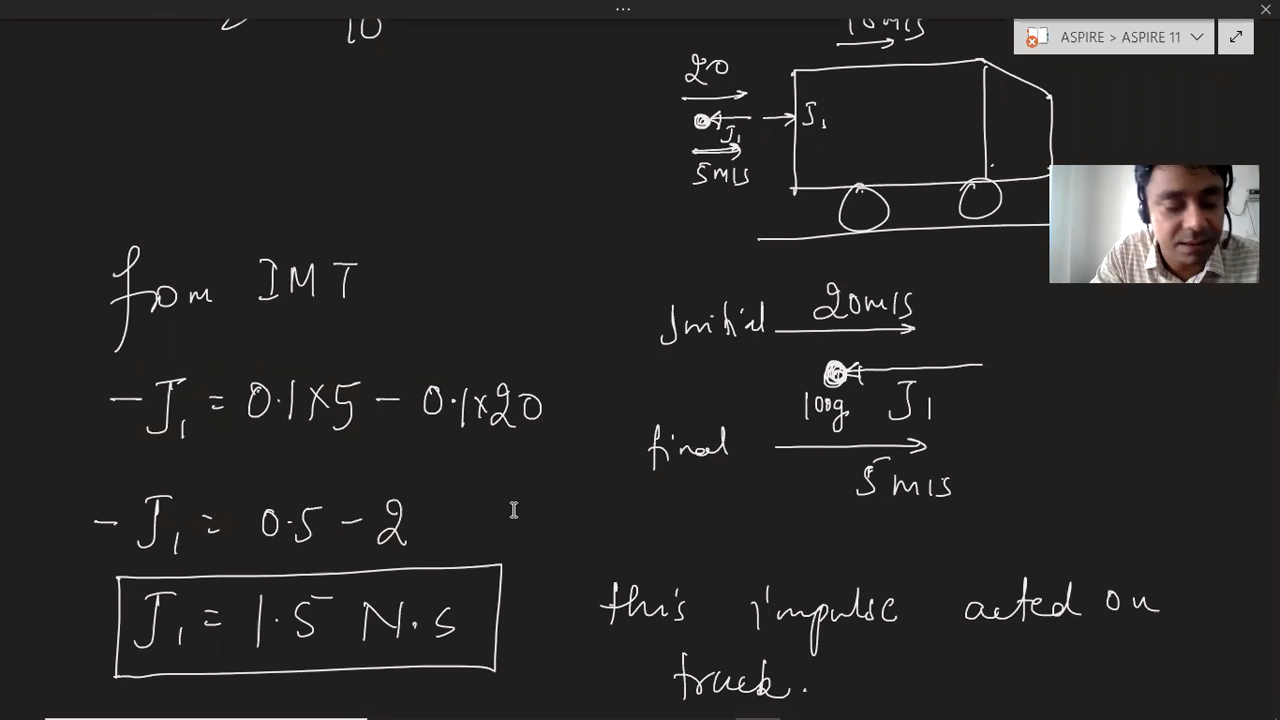 10
10m/s
ASPIRE > ASPIRE 11
20
J₁
J₁
5m/s
from IMT
Initial 20m/s
-J₁ = 0.1×5 - 0.1×20
100g J₁
final
5m/s
-J₁ = 0.5 - 2
J₁ = 1.5 N.s
this impulse acted on
truck.